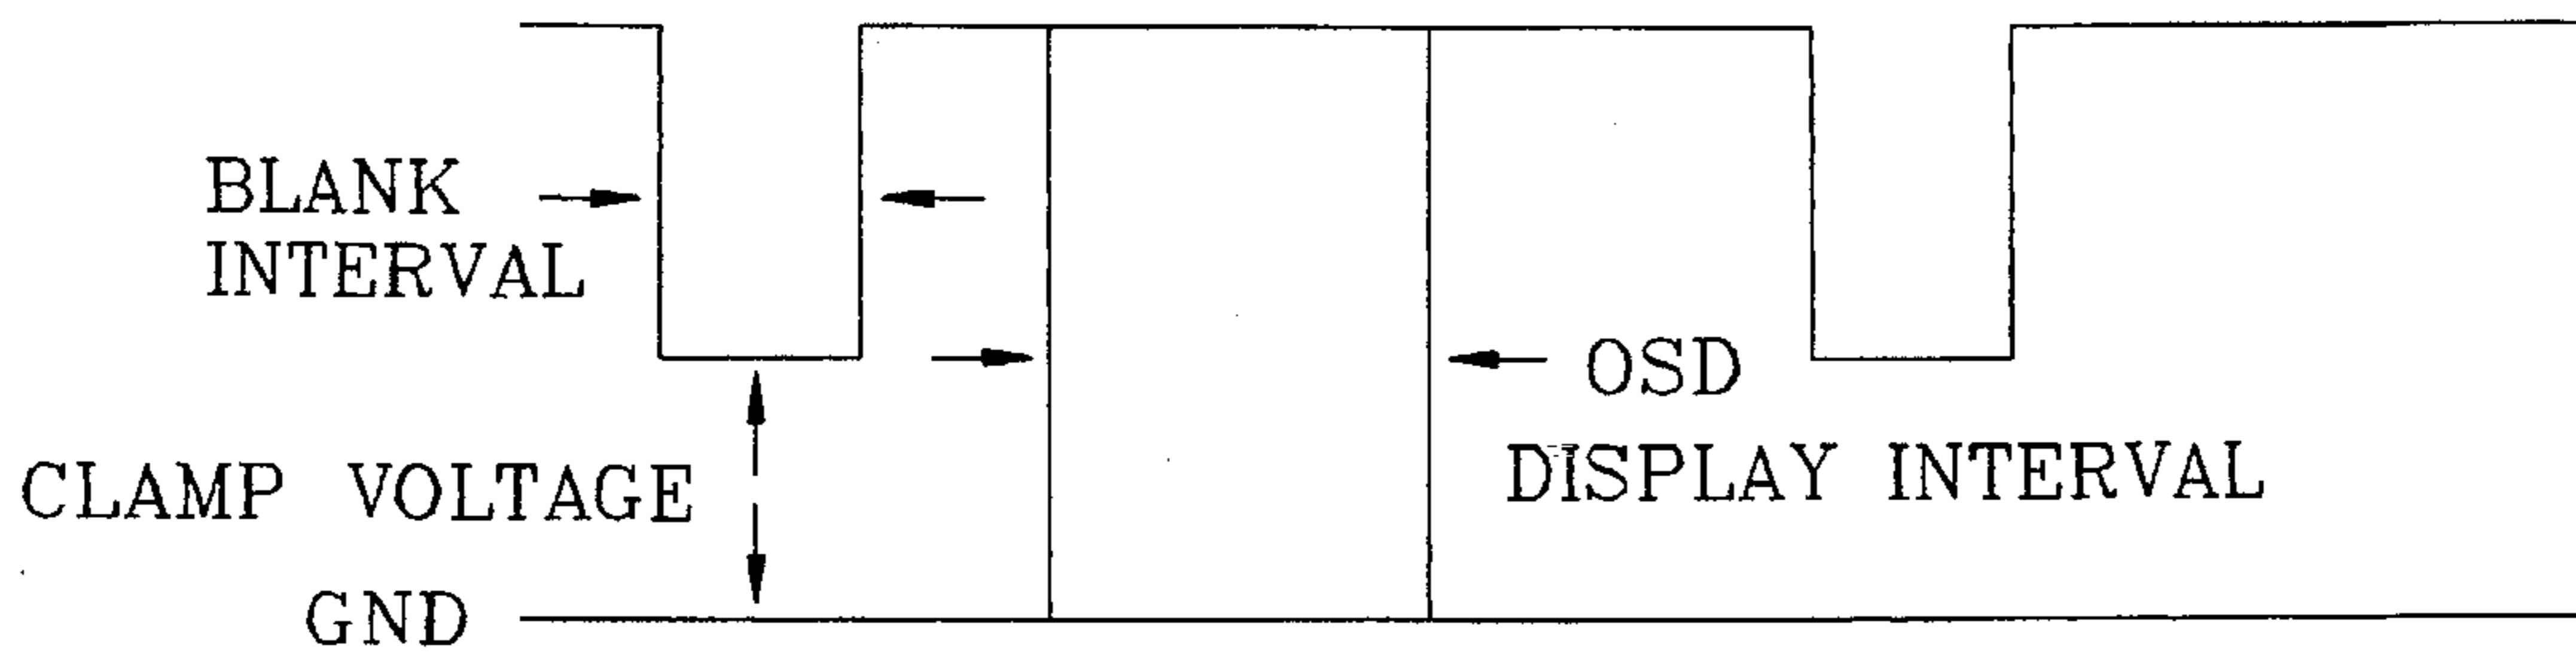 BLANK
INTERVAL
OSD
DISPLAY INTERVAL
CLAMP VOLTAGE
GND